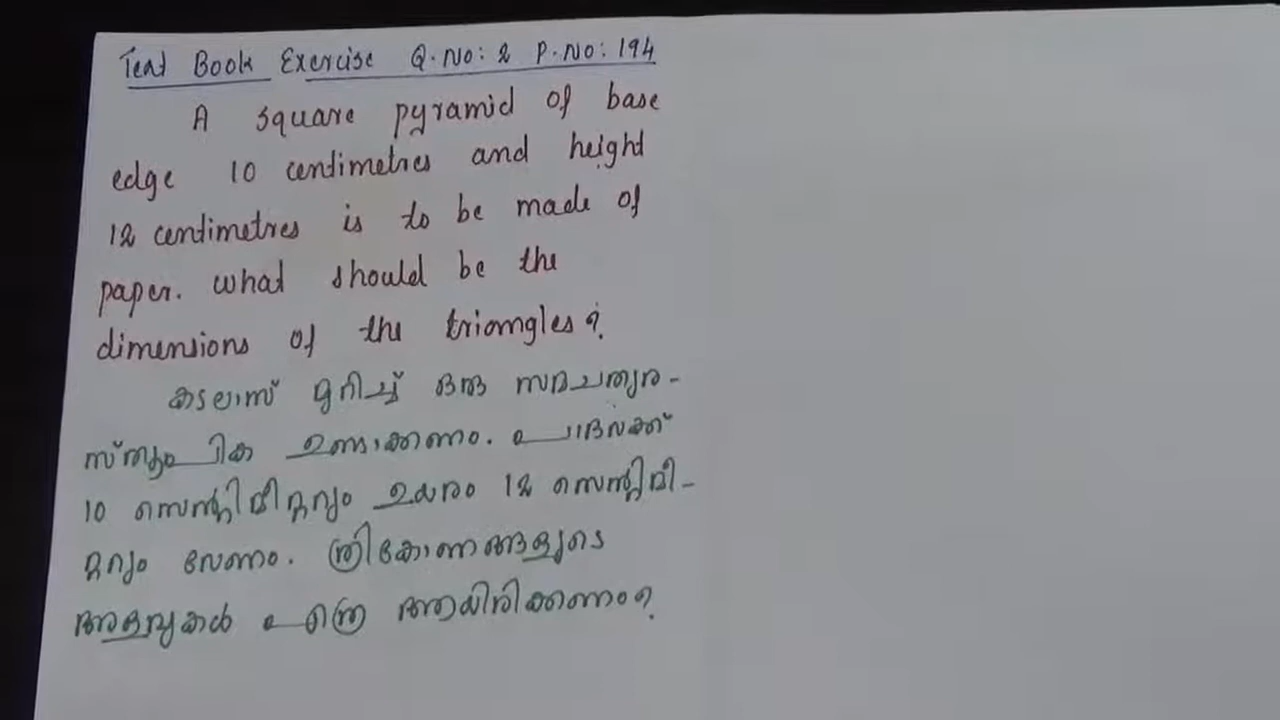 Text Book Exercise Q.No: 2 P.No: 194
A square pyramid of base
edge 10 centimetres and height
12 centimetres is to be made of
paper. what should be the
dimensions of the triangles?
കടലാസ് മുറിച്ച് ഒരു സമചതുര-
സ്തൂപിക ഉണ്ടാക്കണം. പാദവക്ക്
10 സെന്റിമീറ്ററും ഉയരം 12 സെന്റിമീ-
റ്ററും വേണം. ത്രികോണങ്ങളുടെ
അളവുകൾ എത്ര ആയിരിക്കണം?